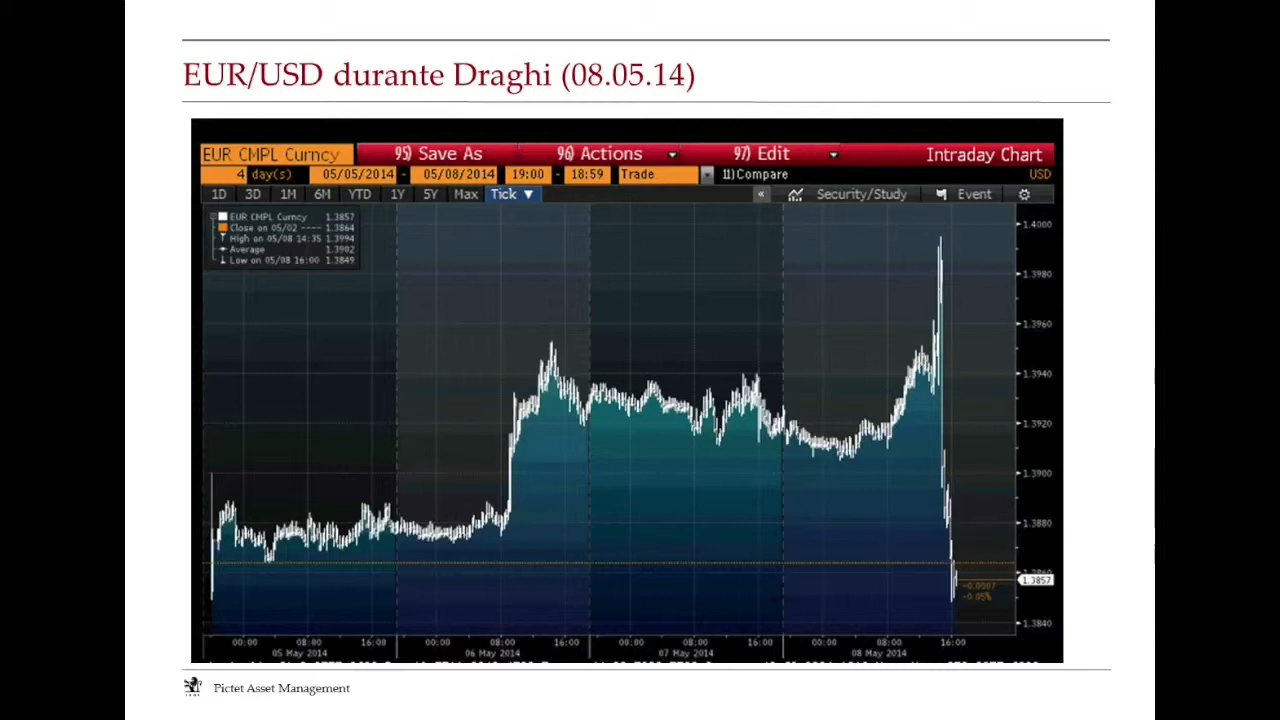 EUR/USD durante Draghi (08.05.14)
EUR CMPL Curncy 95) Save As 96) Actions 97) Edit Intraday Chart
4 day(s) 05/05/2014 - 05/08/2014 19:00 - 18:59 Trade 11)Compare USD
1D 3D 1M 6M YTD 1Y 5Y Max Tick ▼ « Security/Study Event
EUR CMPL Curncy 1.3857
Close on 05/02 ---- 1.3864
High on 05/08 14:35 1.3994
Average 1.3902
Low on 05/08 16:00 1.3849
1.4000
1.3980
1.3960
1.3940
1.3920
1.3900
1.3880
1.3860
1.3857
-0.0007
-0.05%
1.3840
00:00 08:00 16:00 00:00 08:00 16:00 00:00 08:00 16:00 00:00 08:00 16:00
05 May 2014 06 May 2014 07 May 2014 08 May 2014
Pictet Asset Management